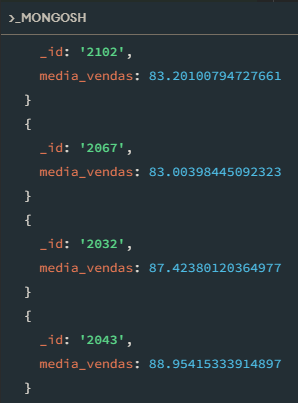 >_MONGOSH
_id: '2102',
media_vendas: 83.20100794727661
}
{
_id: '2067',
media_vendas: 83.00398445092323
}
{
_id: '2032',
media_vendas: 87.42380120364977
}
{
_id: '2043',
media_vendas: 88.95415333914897
}